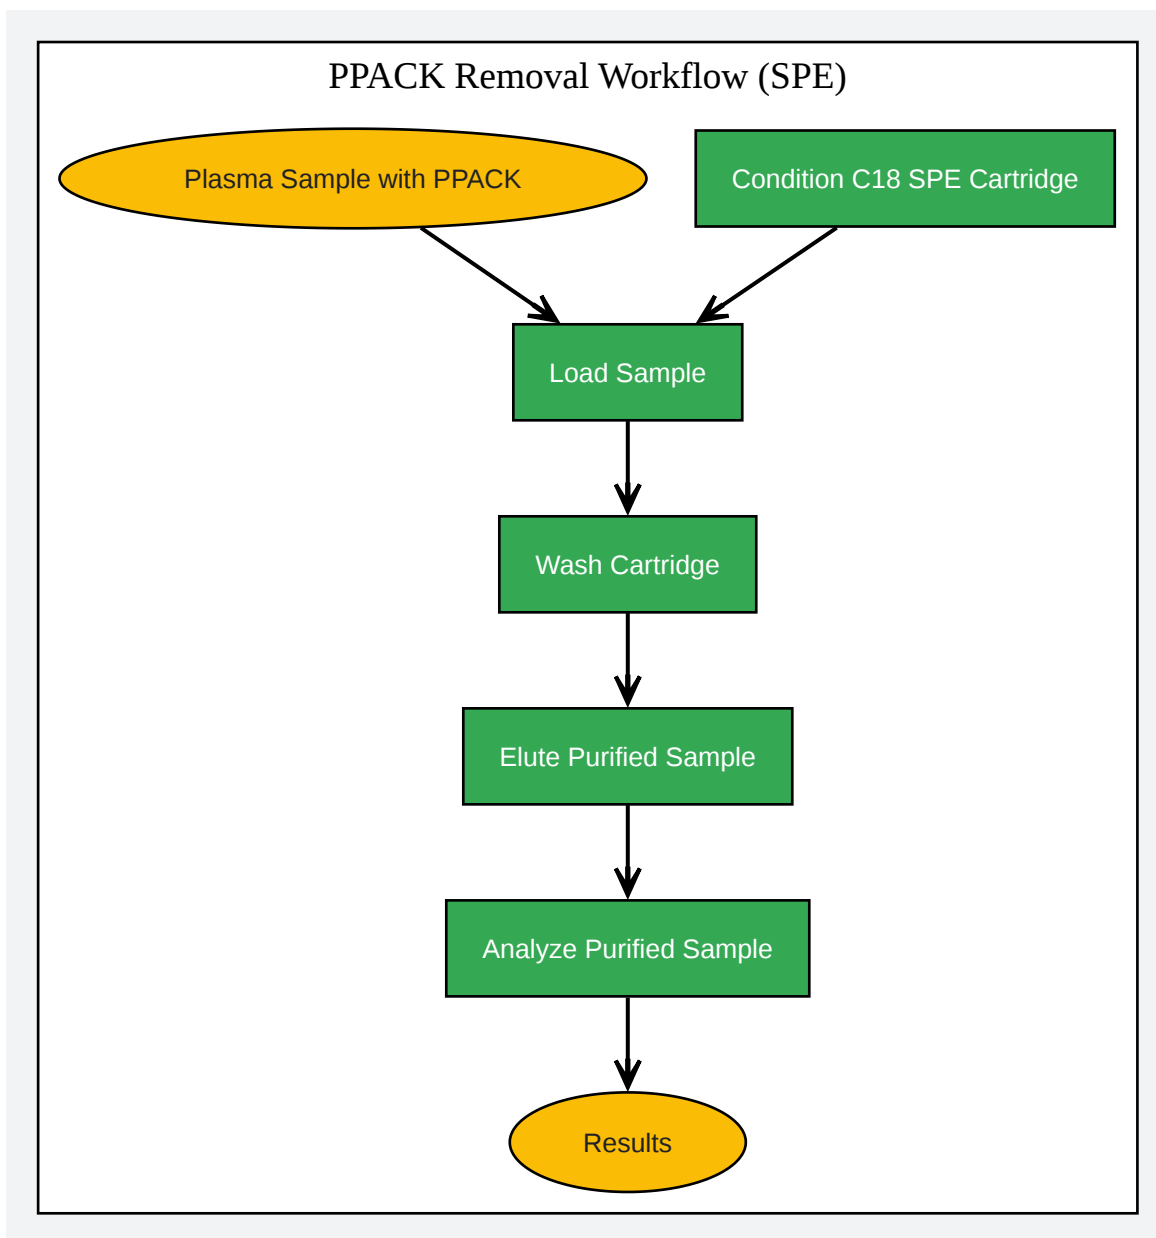 PPACK Removal Workflow (SPE)
Plasma Sample with PPACK
Condition C18 SPE Cartridge
Load Sample
Wash Cartridge
Elute Purified Sample
Analyze Purified Sample
Results